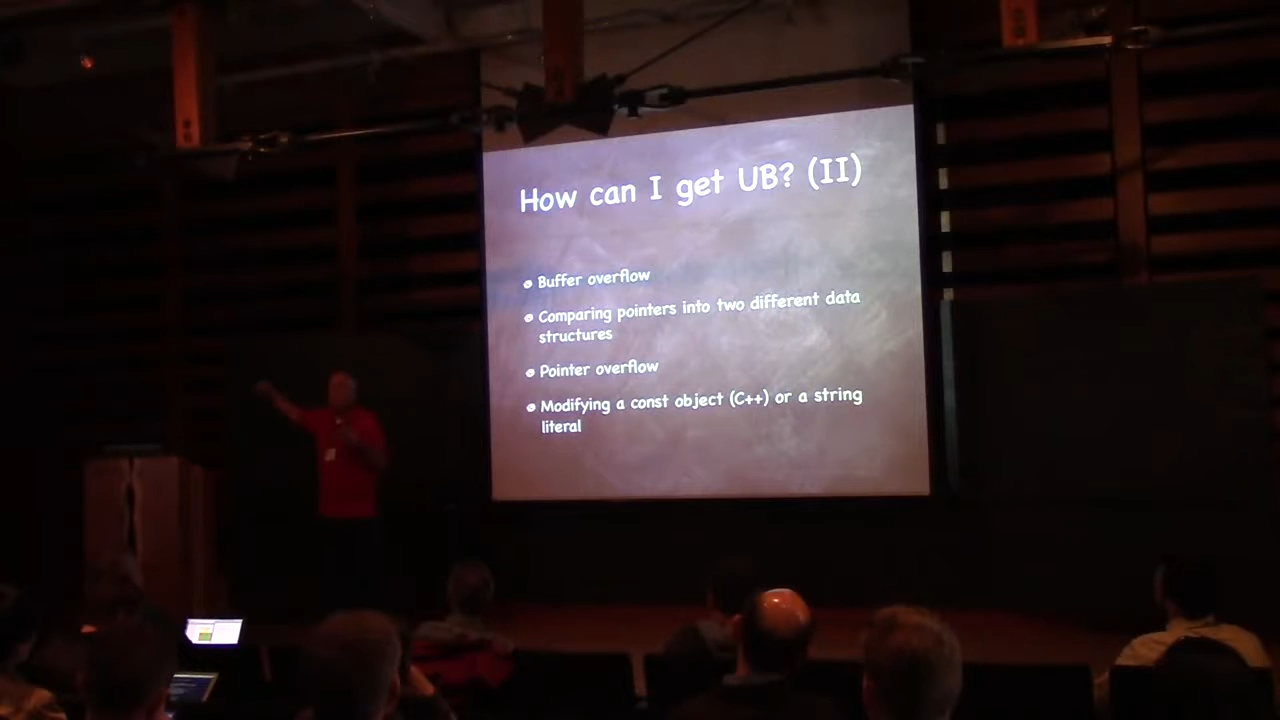 How can I get UB? (II)
Buffer overflow
Comparing pointers into two different data
structures
Pointer overflow
Modifying a const object (C++) or a string
literal